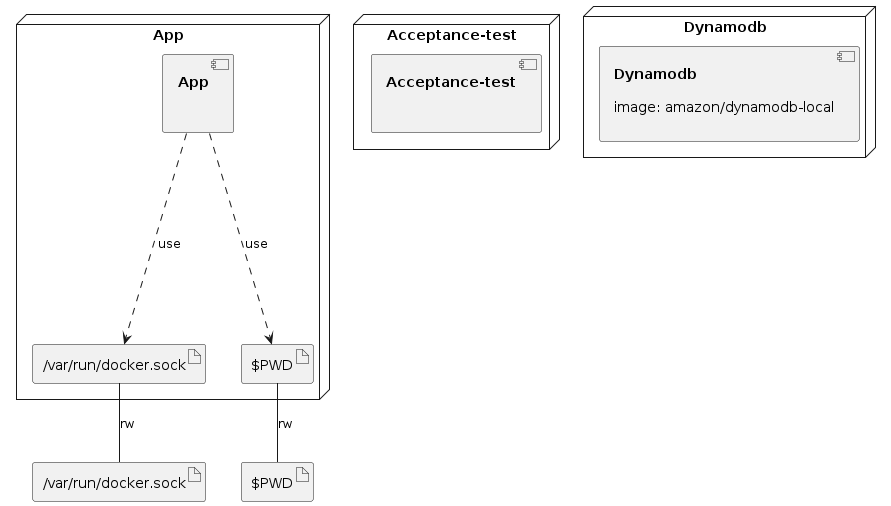 App
App
use
use
/var/run/docker.sock
$PWD
rw
rw
/var/run/docker.sock
$PWD
Acceptance-test
Acceptance-test
Dynamodb
Dynamodb
image: amazon/dynamodb-local